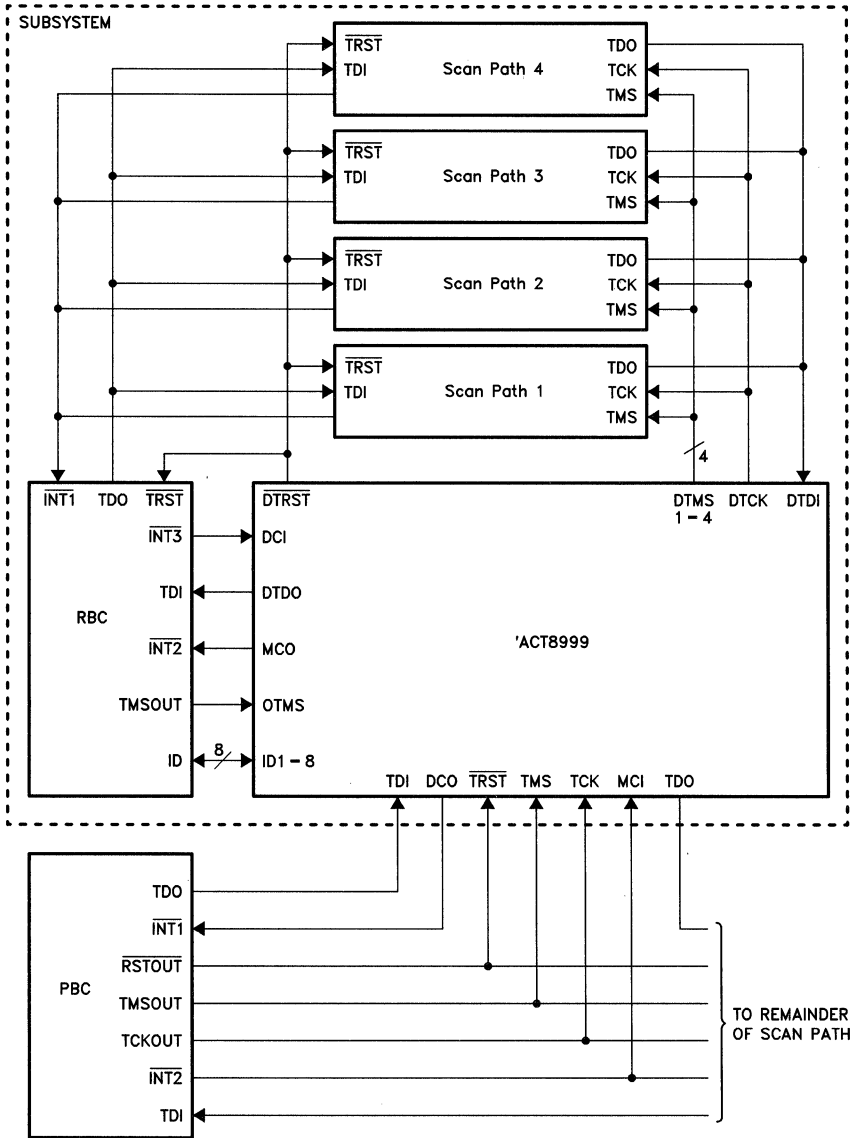 SUBSYSTEM
TRST TDO
TDI Scan Path 4 TCK
TMS
TRST TDO
TDI Scan Path 3 TCK
TMS
TRST TDO
TDI Scan Path 2 TCK
TMS
TRST TDO
TDI Scan Path 1 TCK
TMS
4
INT1 TDO TRST DTRST DTMS DTCK DTDI
1-4
INT3 DCI
TDI DTDO
RBC
INT2 MCO 'ACT8999
TMSOUT OTMS
ID 8 ID1-8
TDI DCO TRST TMS TCK MCI TDO
TDO
INT1
RSTOUT
PBC
TMSOUT
TCKOUT
INT2
TDI
TO REMAINDER
OF SCAN PATH